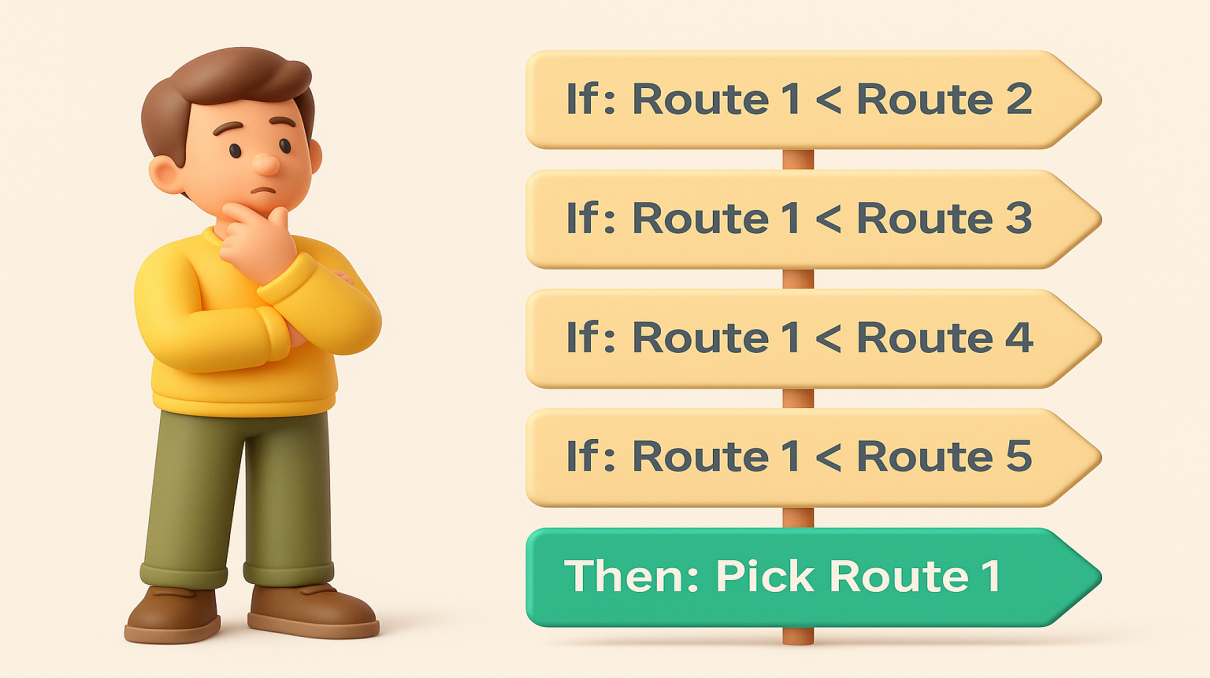 If: Route 1 < Route 2
If: Route 1 < Route 3
If: Route 1 < Route 4
If: Route 1 < Route 5
Then: Pick Route 1